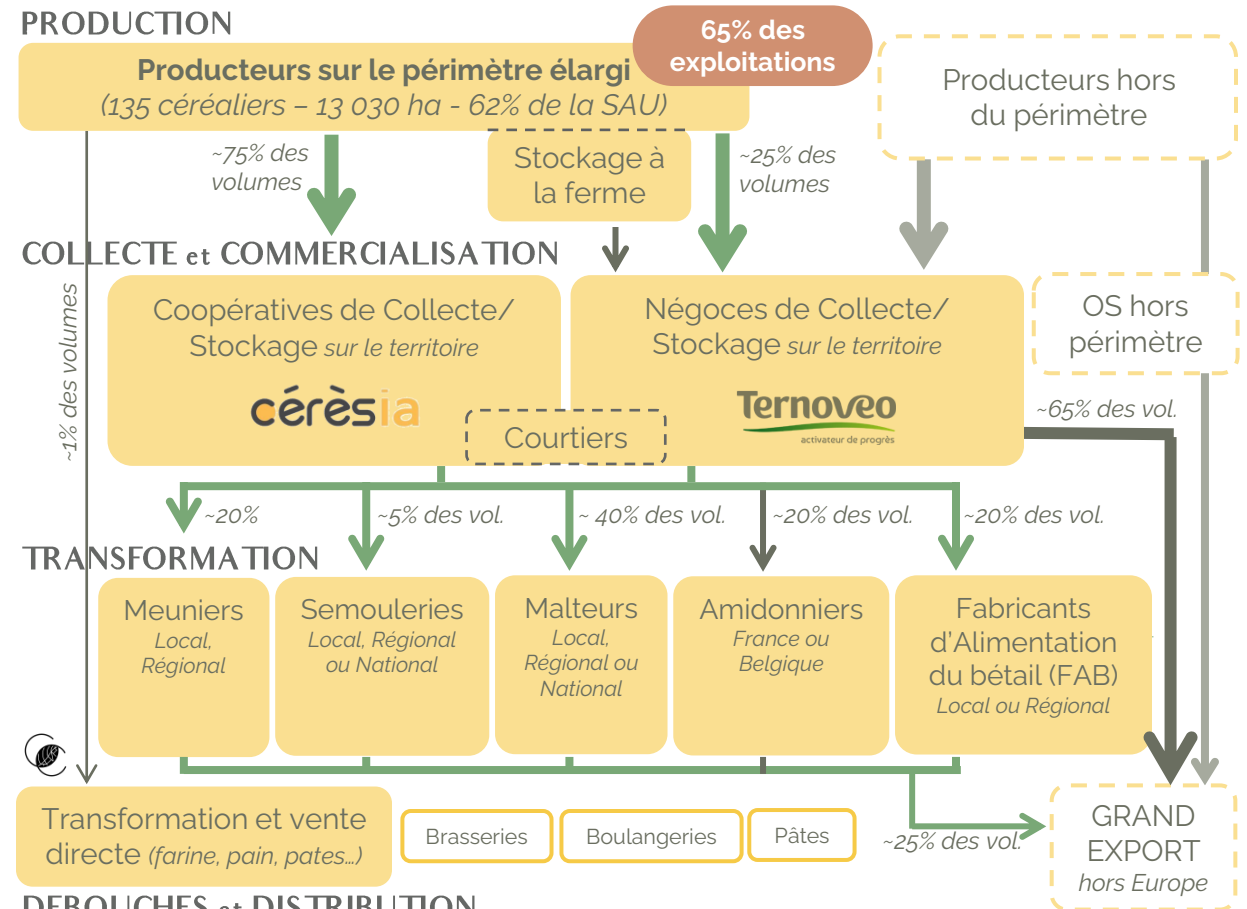 PRODUCTION
65% des
exploitations
Producteurs sur le périmètre élargi
(135 céréaliers – 13 030 ha - 62% de la SAU)
Producteurs hors
du périmètre
~75% des
volumes
Stockage à
la ferme
~25% des
volumes
COLLECTE et COMMERCIALISATION
~1% des volumes
Coopératives de Collecte/
Stockage sur le territoire
cérèsia
Négoces de Collecte/
Stockage sur le territoire
Ternoveo
activateur de progrès
OS hors
périmètre
Courtiers
~65% des vol.
~20%
~5% des vol.
~ 40% des vol.
~20% des vol.
~20% des vol.
TRANSFORMATION
Meuniers
Local,
Régional
Semouleries
Local, Régional
ou National
Malteurs
Local,
Régional ou
National
Amidonniers
France ou
Belgique
Fabricants
d'Alimentation
du bétail (FAB)
Local ou Régional
Transformation et vente
directe (farine, pain, pates…)
Brasseries
Boulangeries
Pâtes
~25% des vol.
GRAND
EXPORT
hors Europe
DEBOUCHES et DISTRIBUTION